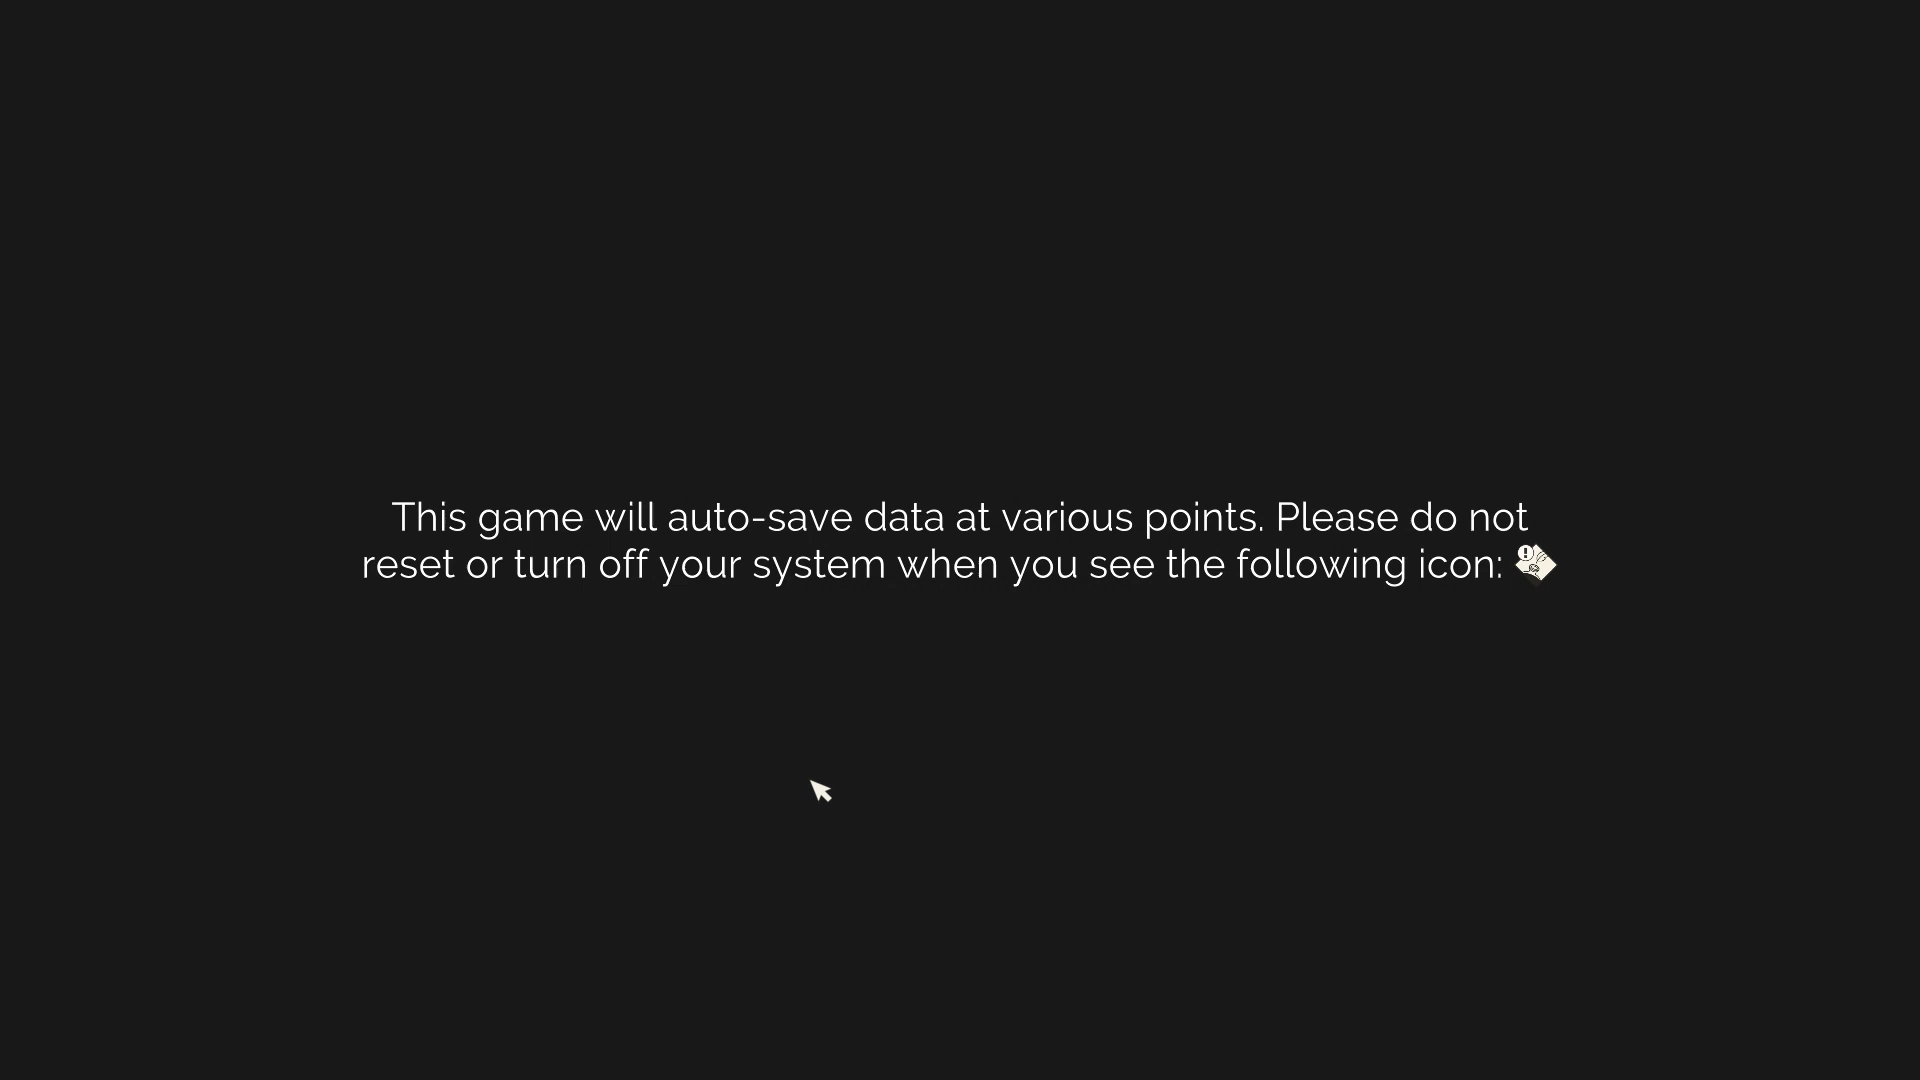 This game will auto-save data at various points. Please do not
reset or turn off your system when you see the following icon: